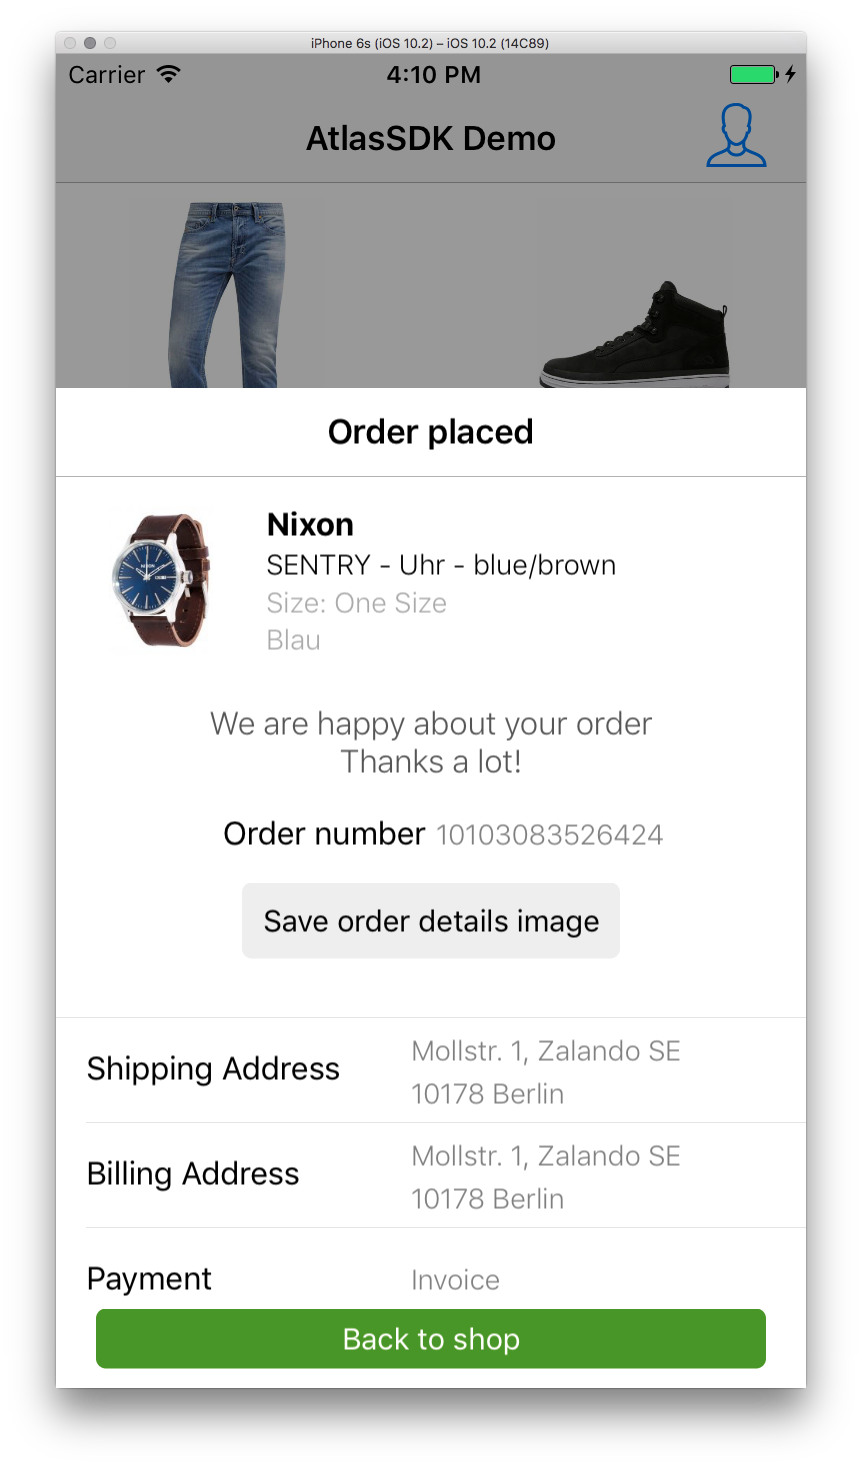 iPhone 6s (iOS 10.2) – iOS 10.2 (14C89)
Carrier 4:10 PM
AtlasSDK Demo
Order placed
NIXON
Nixon
SENTRY - Uhr - blue/brown
Size: One Size
Blau
We are happy about your order
Thanks a lot!
Order number 10103083526424
Save order details image
Shipping Address
Mollstr. 1, Zalando SE
10178 Berlin
Billing Address
Mollstr. 1, Zalando SE
10178 Berlin
Payment Invoice
Back to shop